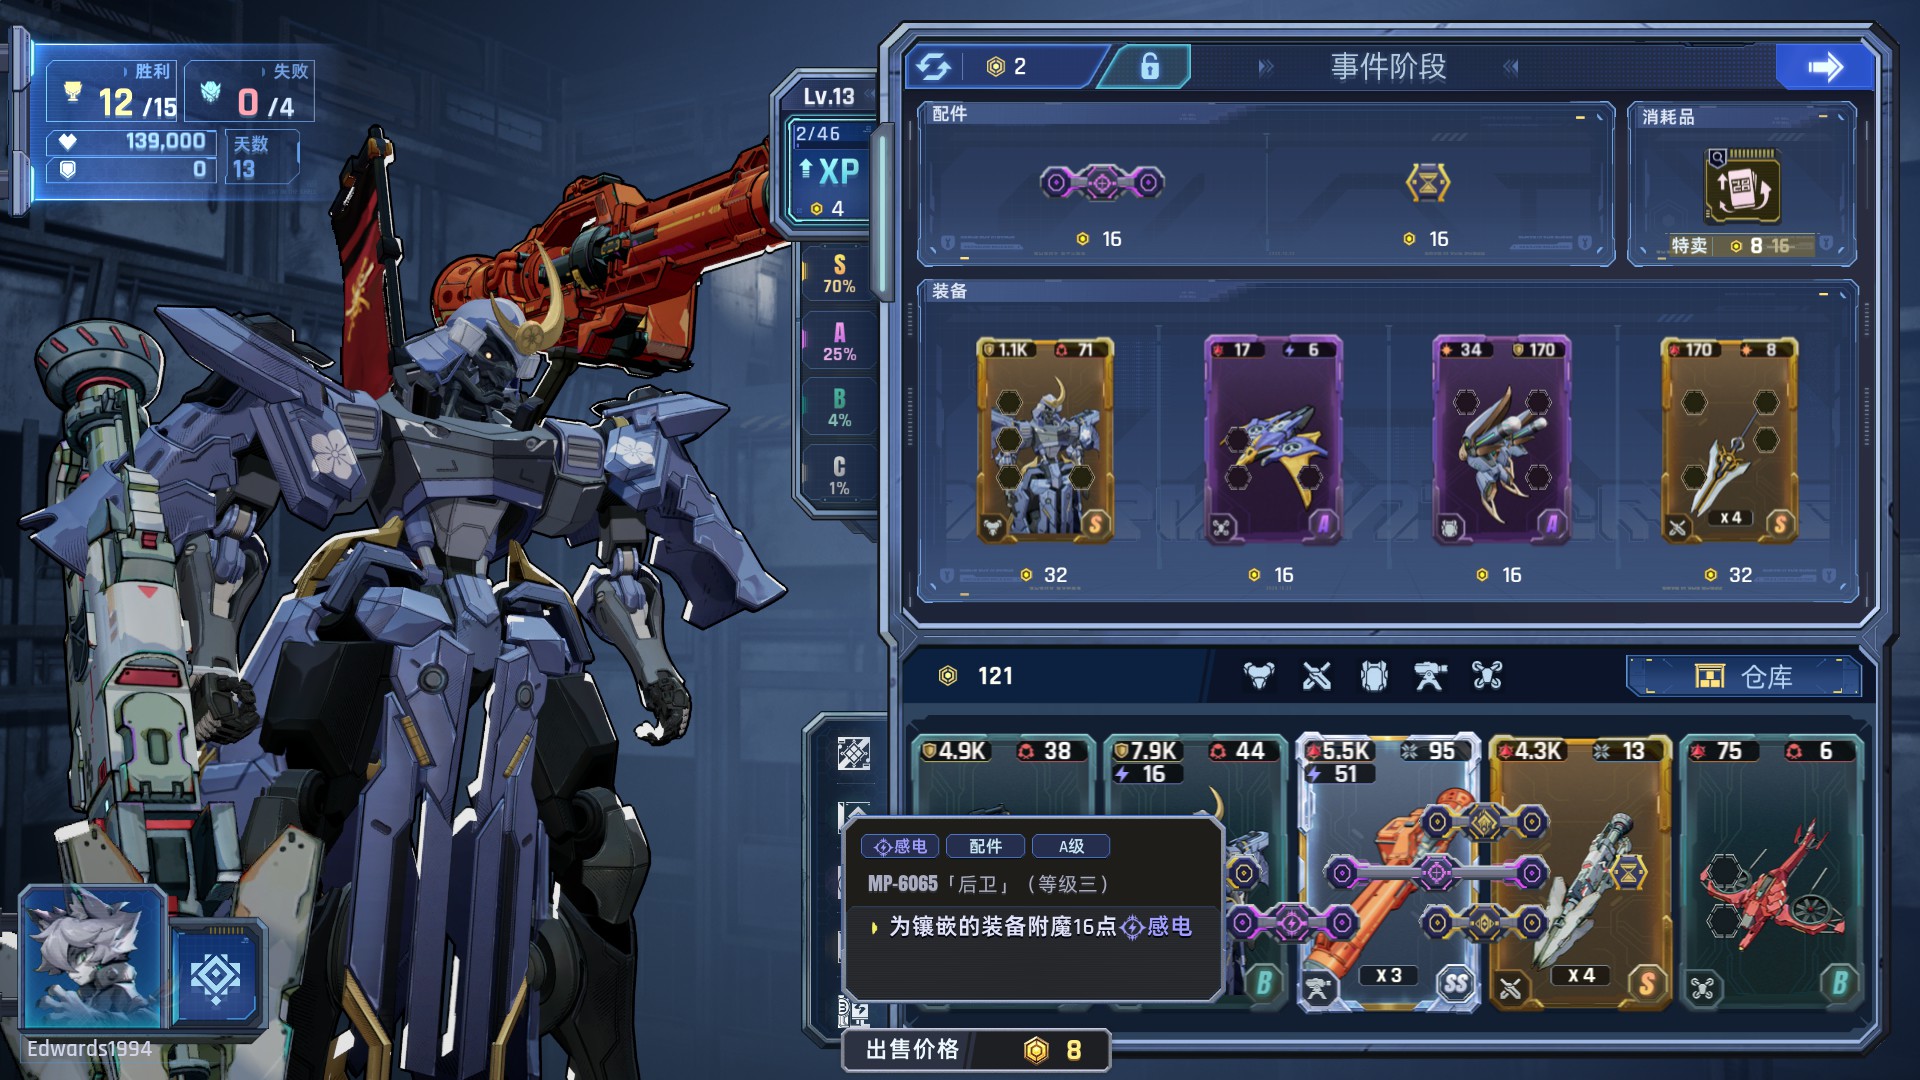 胜利
12 /15
失败
0 /4
139,000
0
天数
13
Lv.13
2/46
XP
4
S
70%
A
25%
B
4%
C
1%
2
事件阶段
配件
16
16
消耗品
特卖 8 16
装备
1.1K 71
S
32
17 6
A
16
34 170
A
16
170 8
x4
S
32
121
仓库
4.9K 38
7.9K 44
16
B
5.5K 95
51
x3
SS
4.3K 13
x4
S
75 6
B
感电 配件 A级
MP-6065「后卫」（等级三）
为镶嵌的装备附魔16点感电
出售价格 8
Edwards1994